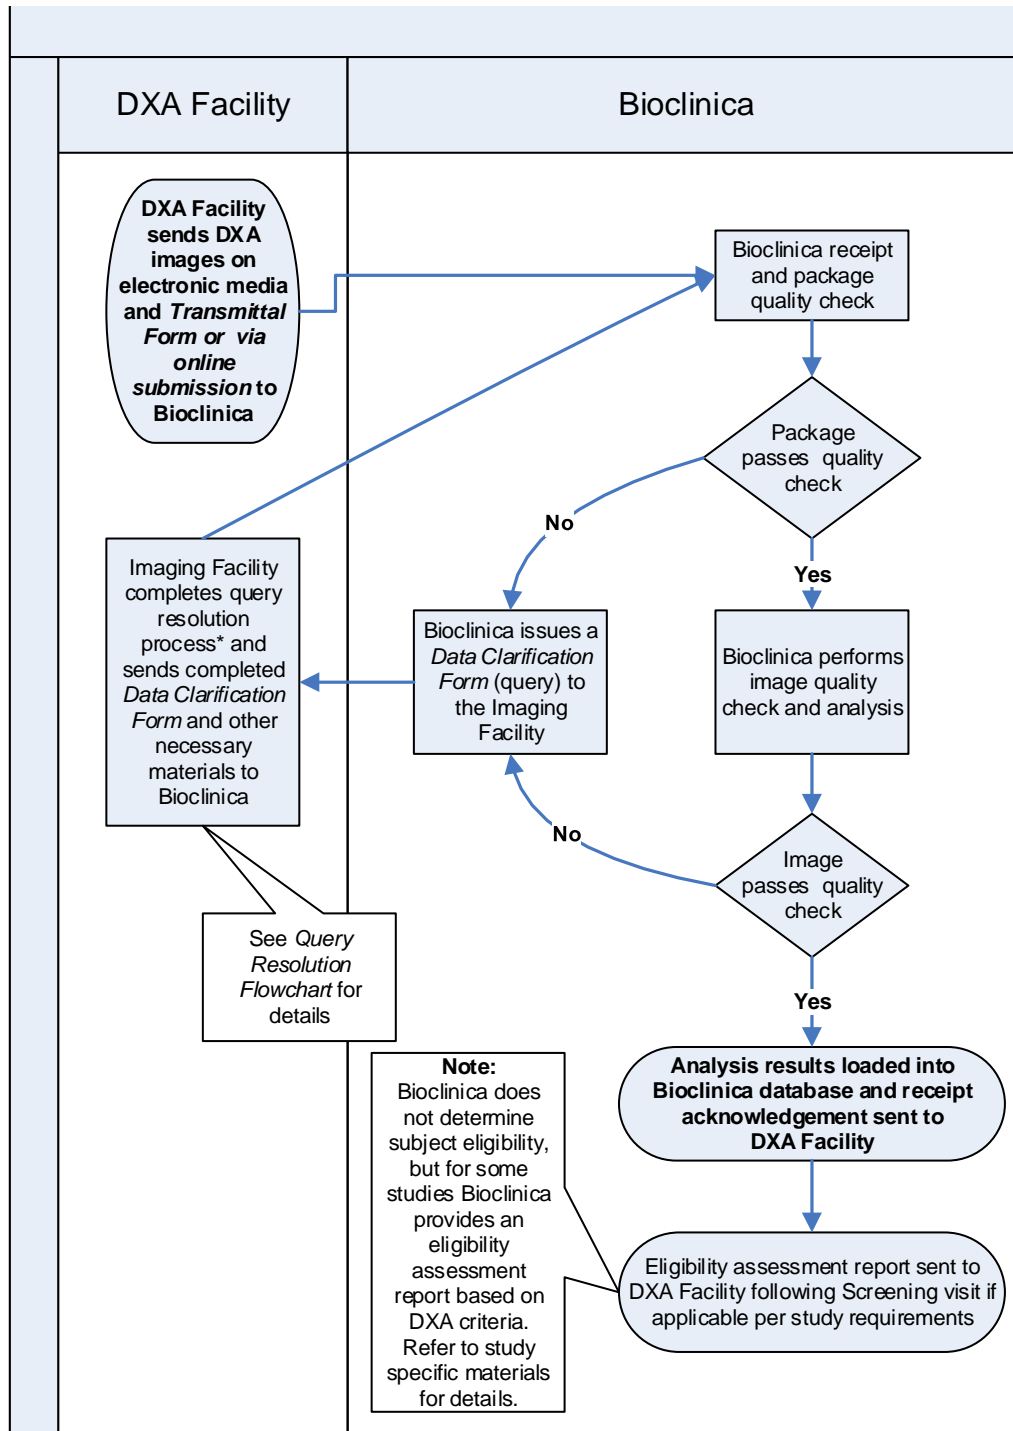 DXA Facility
Bioclinica
DXA Facility
sends DXA
images on
electronic media
and Transmittal
Form or via
online
submission to
Bioclinica
Bioclinica receipt
and package
quality check
Package
passes quality
check
No
Yes
Imaging Facility
completes query
resolution
process* and
sends completed
Data Clarification
Form and other
necessary
materials to
Bioclinica
Bioclinica issues a
Data Clarification
Form (query) to
the Imaging
Facility
Bioclinica performs
image quality
check and analysis
No
Image
passes quality
check
See Query
Resolution
Flowchart for
details
Yes
Analysis results loaded into
Bioclinica database and receipt
acknowledgement sent to
DXA Facility
Note:
Bioclinica does
not determine
subject eligibility,
but for some
studies Bioclinica
provides an
eligibility
assessment
report based on
DXA criteria.
Refer to study
specific materials
for details.
Eligibility assessment report sent to
DXA Facility following Screening visit if
applicable per study requirements